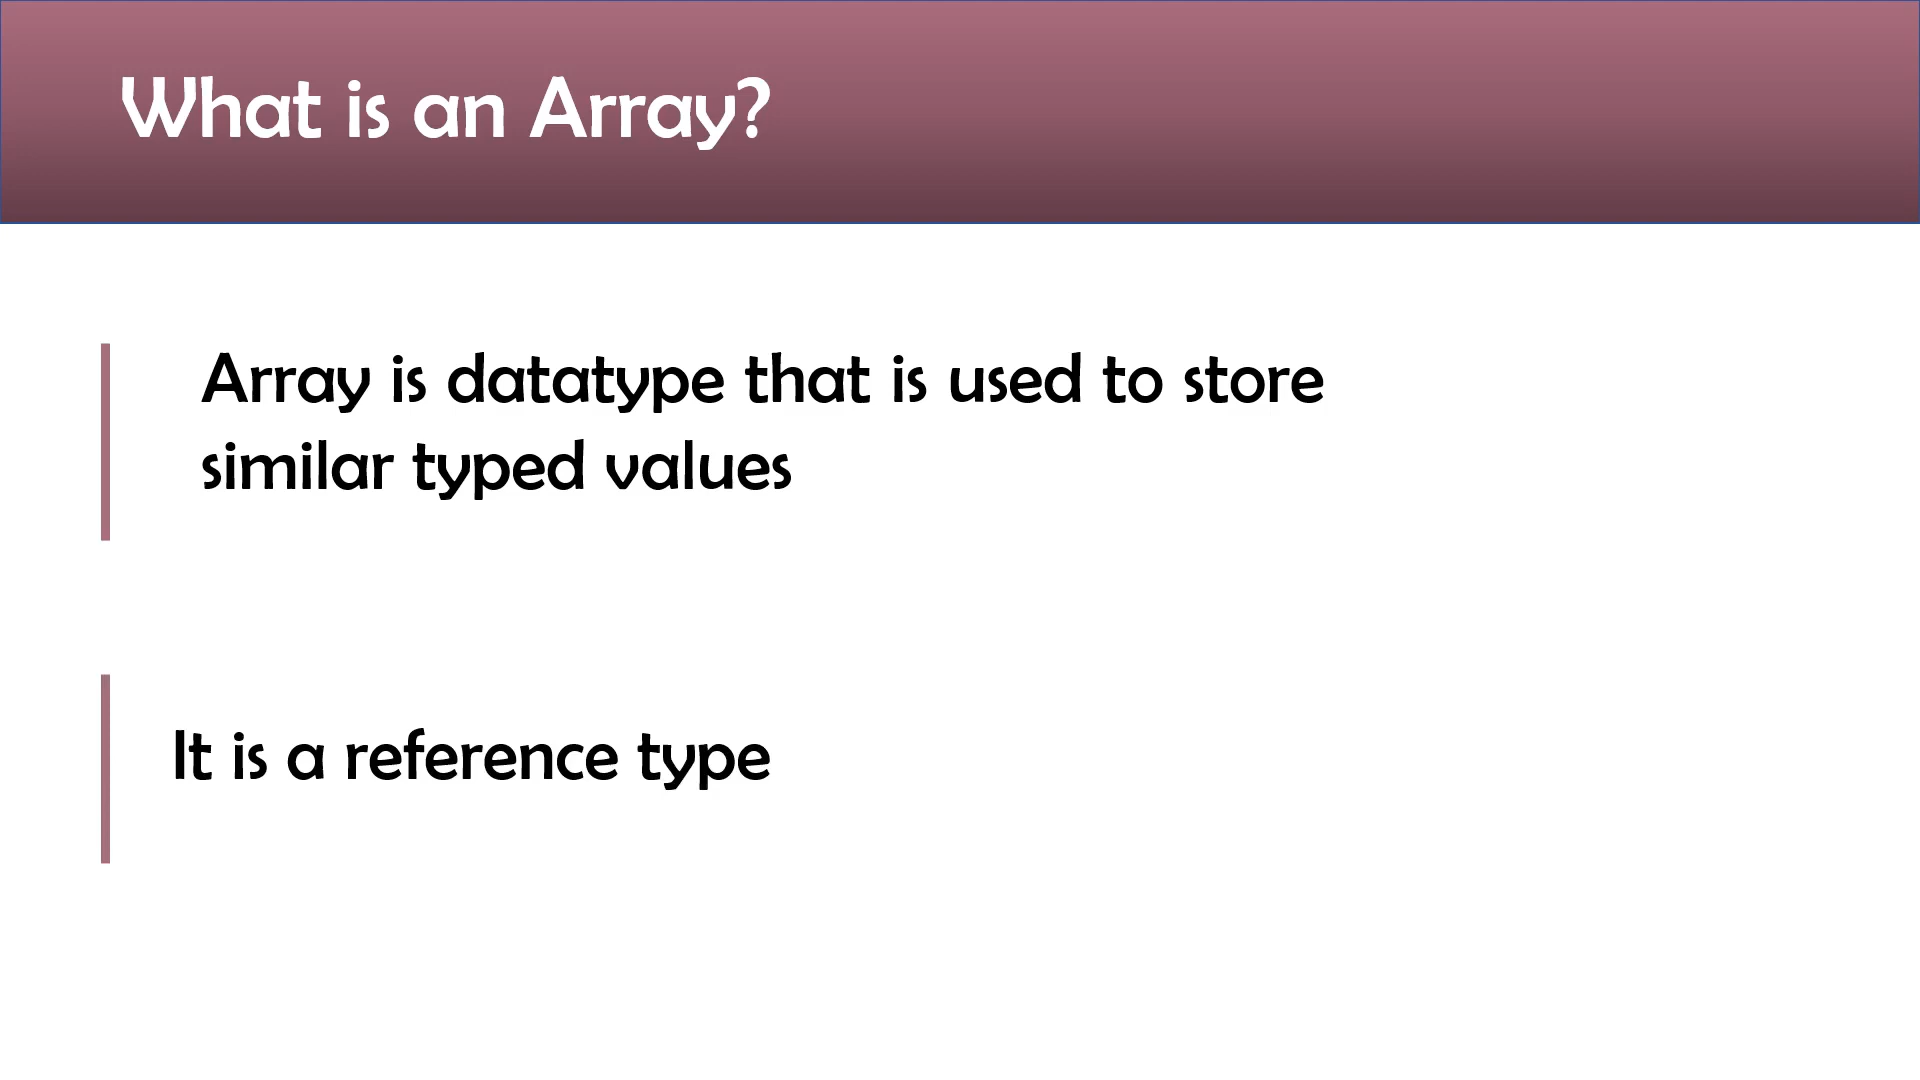 What is an Array?
Array is datatype that is used to store
similar typed values
It is a reference type